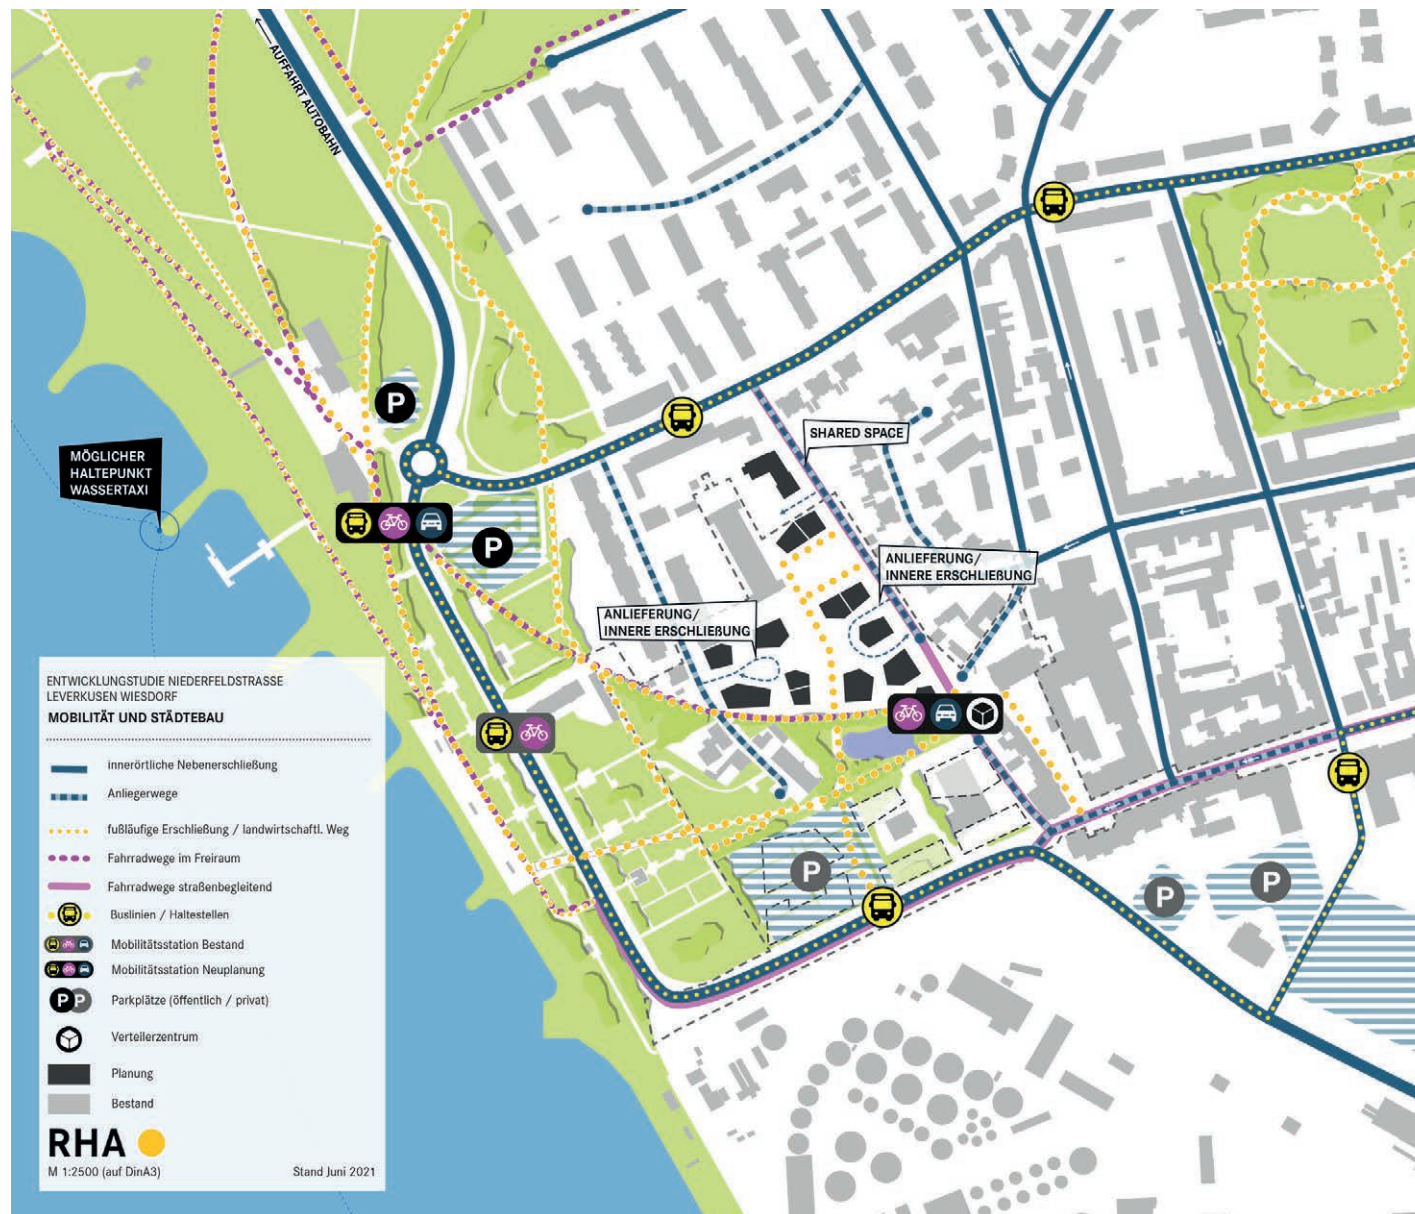 AUFFAHRT AUTOBAHN
P
MÖGLICHER
HALTEPUNKT
WASSERTAXI
SHARED SPACE
P
ANLIEFERUNG/
INNERE ERSCHLIEßUNG
ANLIEFERUNG/
INNERE ERSCHLIEßUNG
P
P
P
ENTWICKLUNGSTUDIE NIEDERFELDSTRASSE
LEVERKUSEN WIESDORF
MOBILITÄT UND STÄDTEBAU
innerörtliche Nebenerschließung
Anliegerwege
fußläufige Erschließung / landwirtschaftl. Weg
Fahrradwege im Freiraum
Fahrradwege straßenbegleitend
Buslinien / Haltestellen
Mobilitätsstation Bestand
Mobilitätsstation Neuplanung
P P Parkplätze (öffentlich / privat)
Verteilerzentrum
Planung
Bestand
RHA
M 1:2500 (auf DinA3) Stand Juni 2021